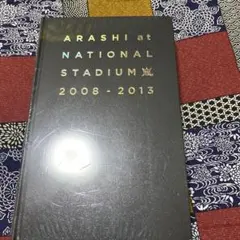 ARASHI at
NATIONAL
STADIUM
2008 - 2013